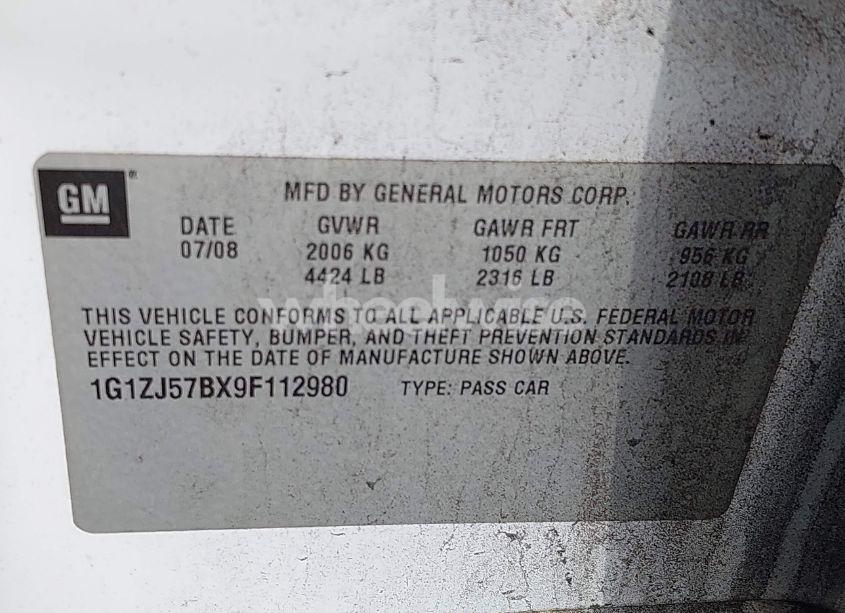 GM
MFD BY GENERAL MOTORS CORP.
DATE GVWR GAWR FRT GAWR RR
07/08 2006 KG 1050 KG 956 KG
4424 LB 2316 LB 2108 LB
wheelwise
THIS VEHICLE CONFORMS TO ALL APPLICABLE U.S. FEDERAL MOTOR
VEHICLE SAFETY, BUMPER, AND THEFT PREVENTION STANDARDS IN
EFFECT ON THE DATE OF MANUFACTURE SHOWN ABOVE.
1G1ZJ57BX9F112980 TYPE: PASS CAR